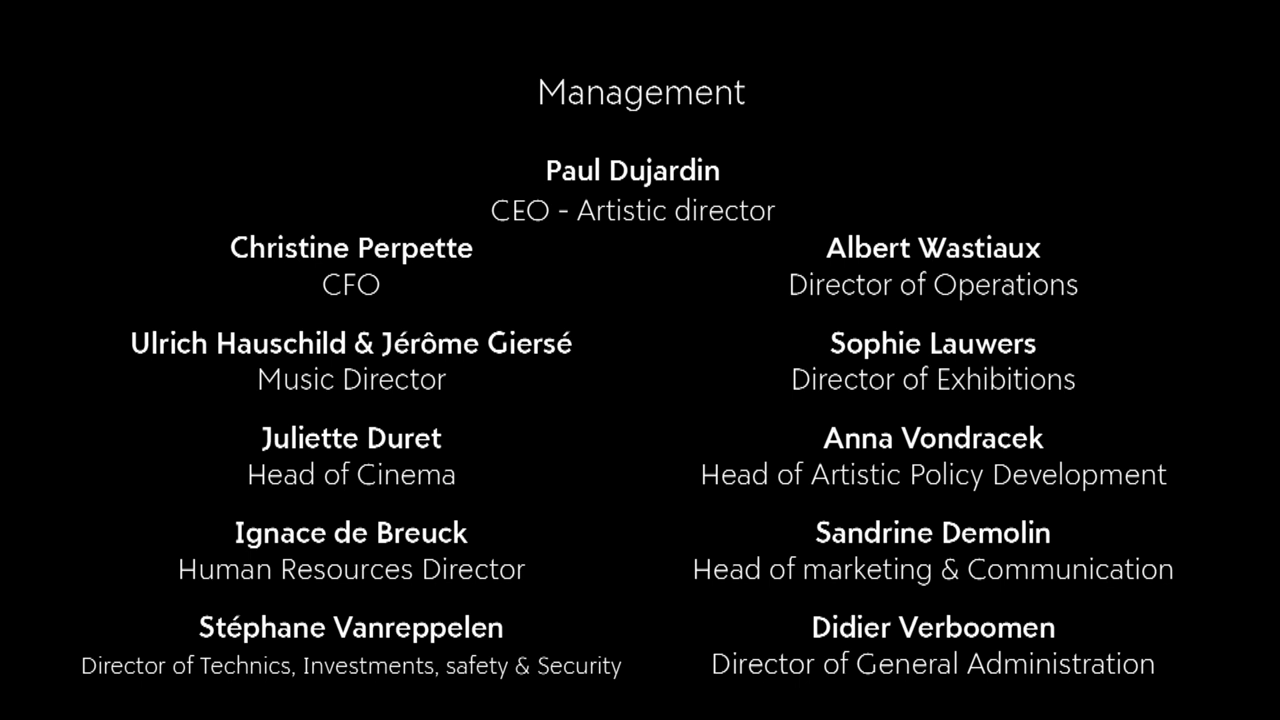 Management
Paul Dujardin
CEO - Artistic director
Christine Perpette
CFO
Albert Wastiaux
Director of Operations
Ulrich Hauschild & Jérôme Giersé
Music Director
Sophie Lauwers
Director of Exhibitions
Juliette Duret
Head of Cinema
Anna Vondracek
Head of Artistic Policy Development
Ignace de Breuck
Human Resources Director
Sandrine Demolin
Head of marketing & Communication
Stéphane Vanreppelen
Director of Technics, Investments, safety & Security
Didier Verboomen
Director of General Administration